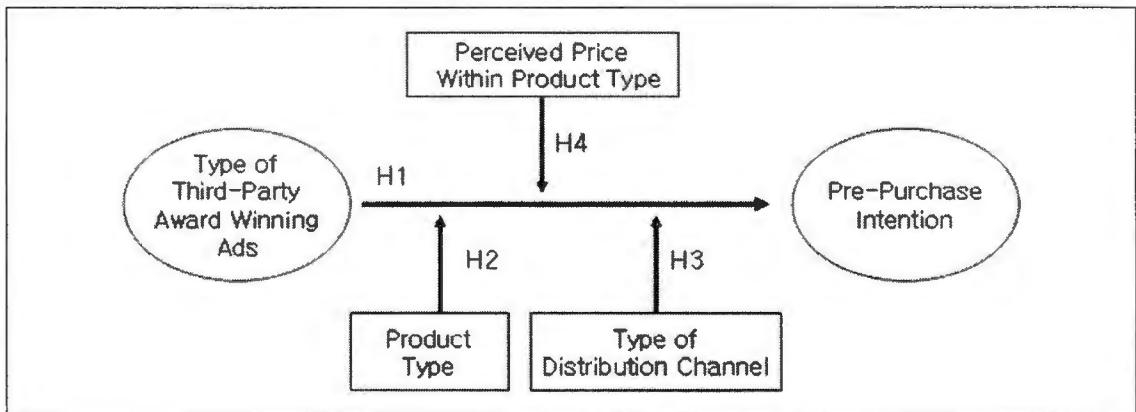 Perceived Price
Within Product Type
H4
Type of
Third-Party
Award Winning
Ads
H1
Pre-Purchase
Intention
H2
H3
Product
Type
Type of
Distribution Channel